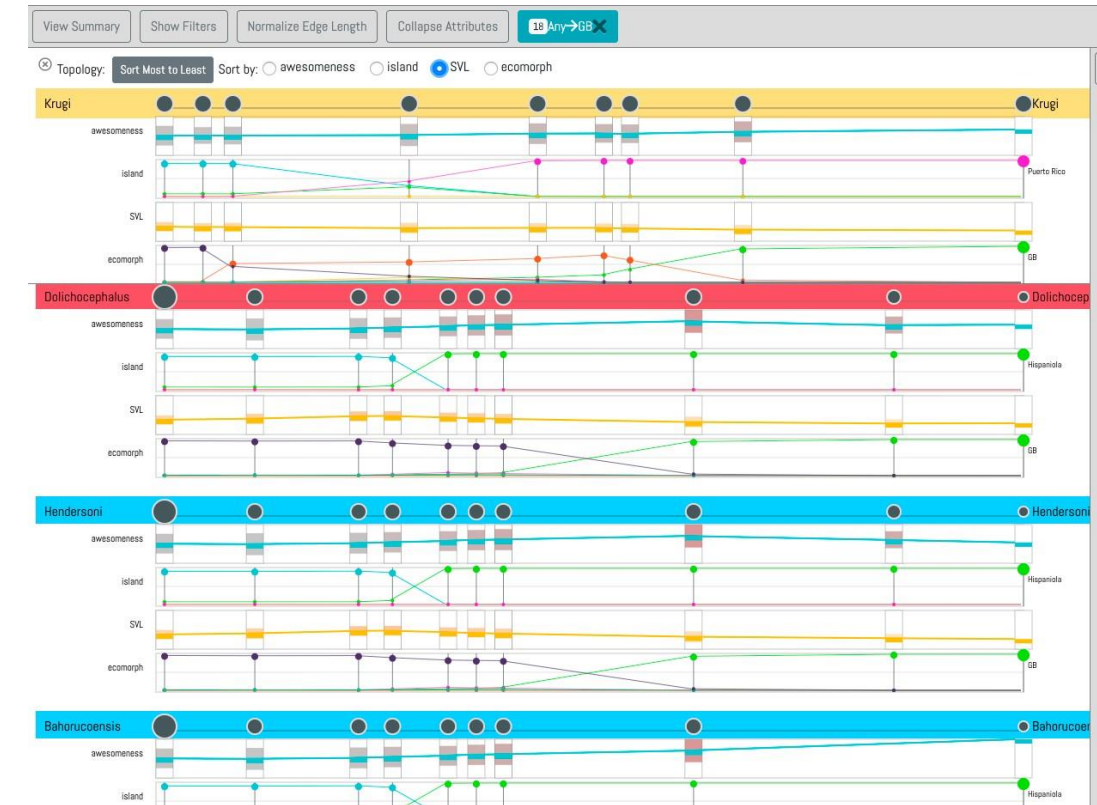 View Summary Show Filters Normalize Edge Length Collapse Attributes 18 Any→GB
Topology: Sort Most to Least Sort by: awesomeness island SVL ecomorph
Krugi Krugi
awesomeness
island Puerto Rico
SVL
ecomorph GB
Dolichocephalus Dolichocep
awesomeness
island Hispaniola
SVL
ecomorph GB
Hendersoni Hendersoni
awesomeness
island Hispaniola
SVL
ecomorph GB
Bahorucoensis Bahorucoer
awesomeness
island Hispaniola